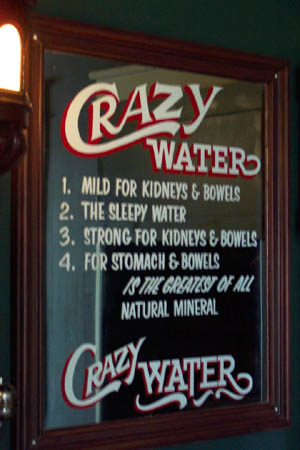 CRAZY
WATER
1. MILD FOR KIDNEYS & BOWELS
2. THE SLEEPY WATER
3. STRONG FOR KIDNEYS & BOWELS
4. FOR STOMACH & BOWELS
IS THE GREATEST OF ALL
NATURAL MINERAL
CRAZY WATER